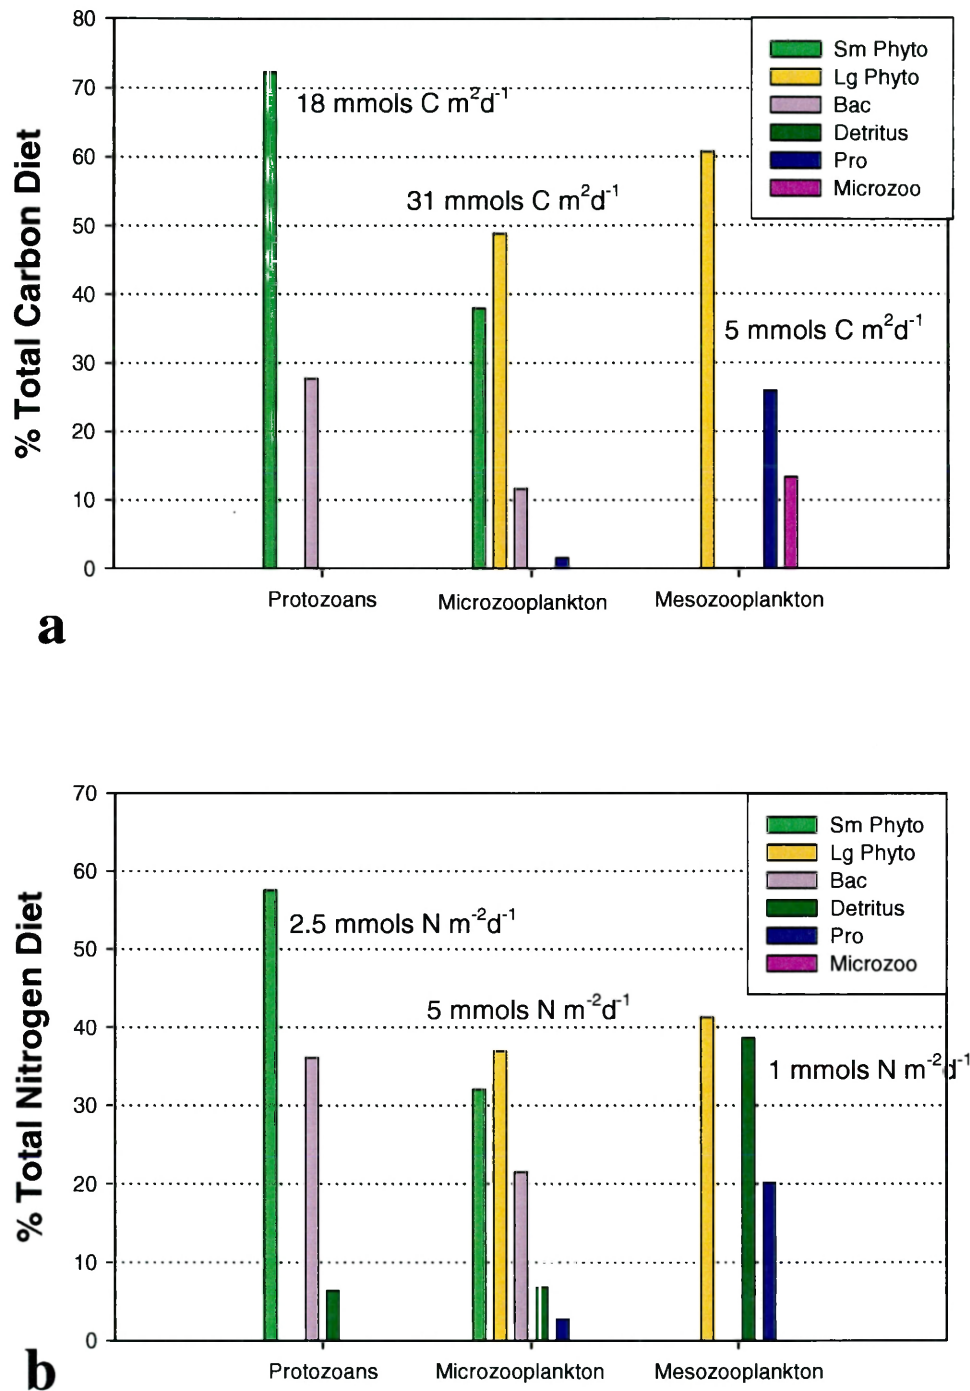 80
70
60
50
40
30
20
10
0
% Total Carbon Diet
Sm Phyto
Lg Phyto
Bac
Detritus
Pro
Microzoo
18 mmols C m²d⁻¹
31 mmols C m²d⁻¹
5 mmols C m²d⁻¹
Protozoans Microzooplankton Mesozooplankton
a
70
60
50
40
30
20
10
0
% Total Nitrogen Diet
Sm Phyto
Lg Phyto
Bac
Detritus
Pro
Microzoo
2.5 mmols N m⁻²d⁻¹
5 mmols N m⁻²d⁻¹
1 mmols N m⁻²d⁻¹
Protozoans Microzooplankton Mesozooplankton
b